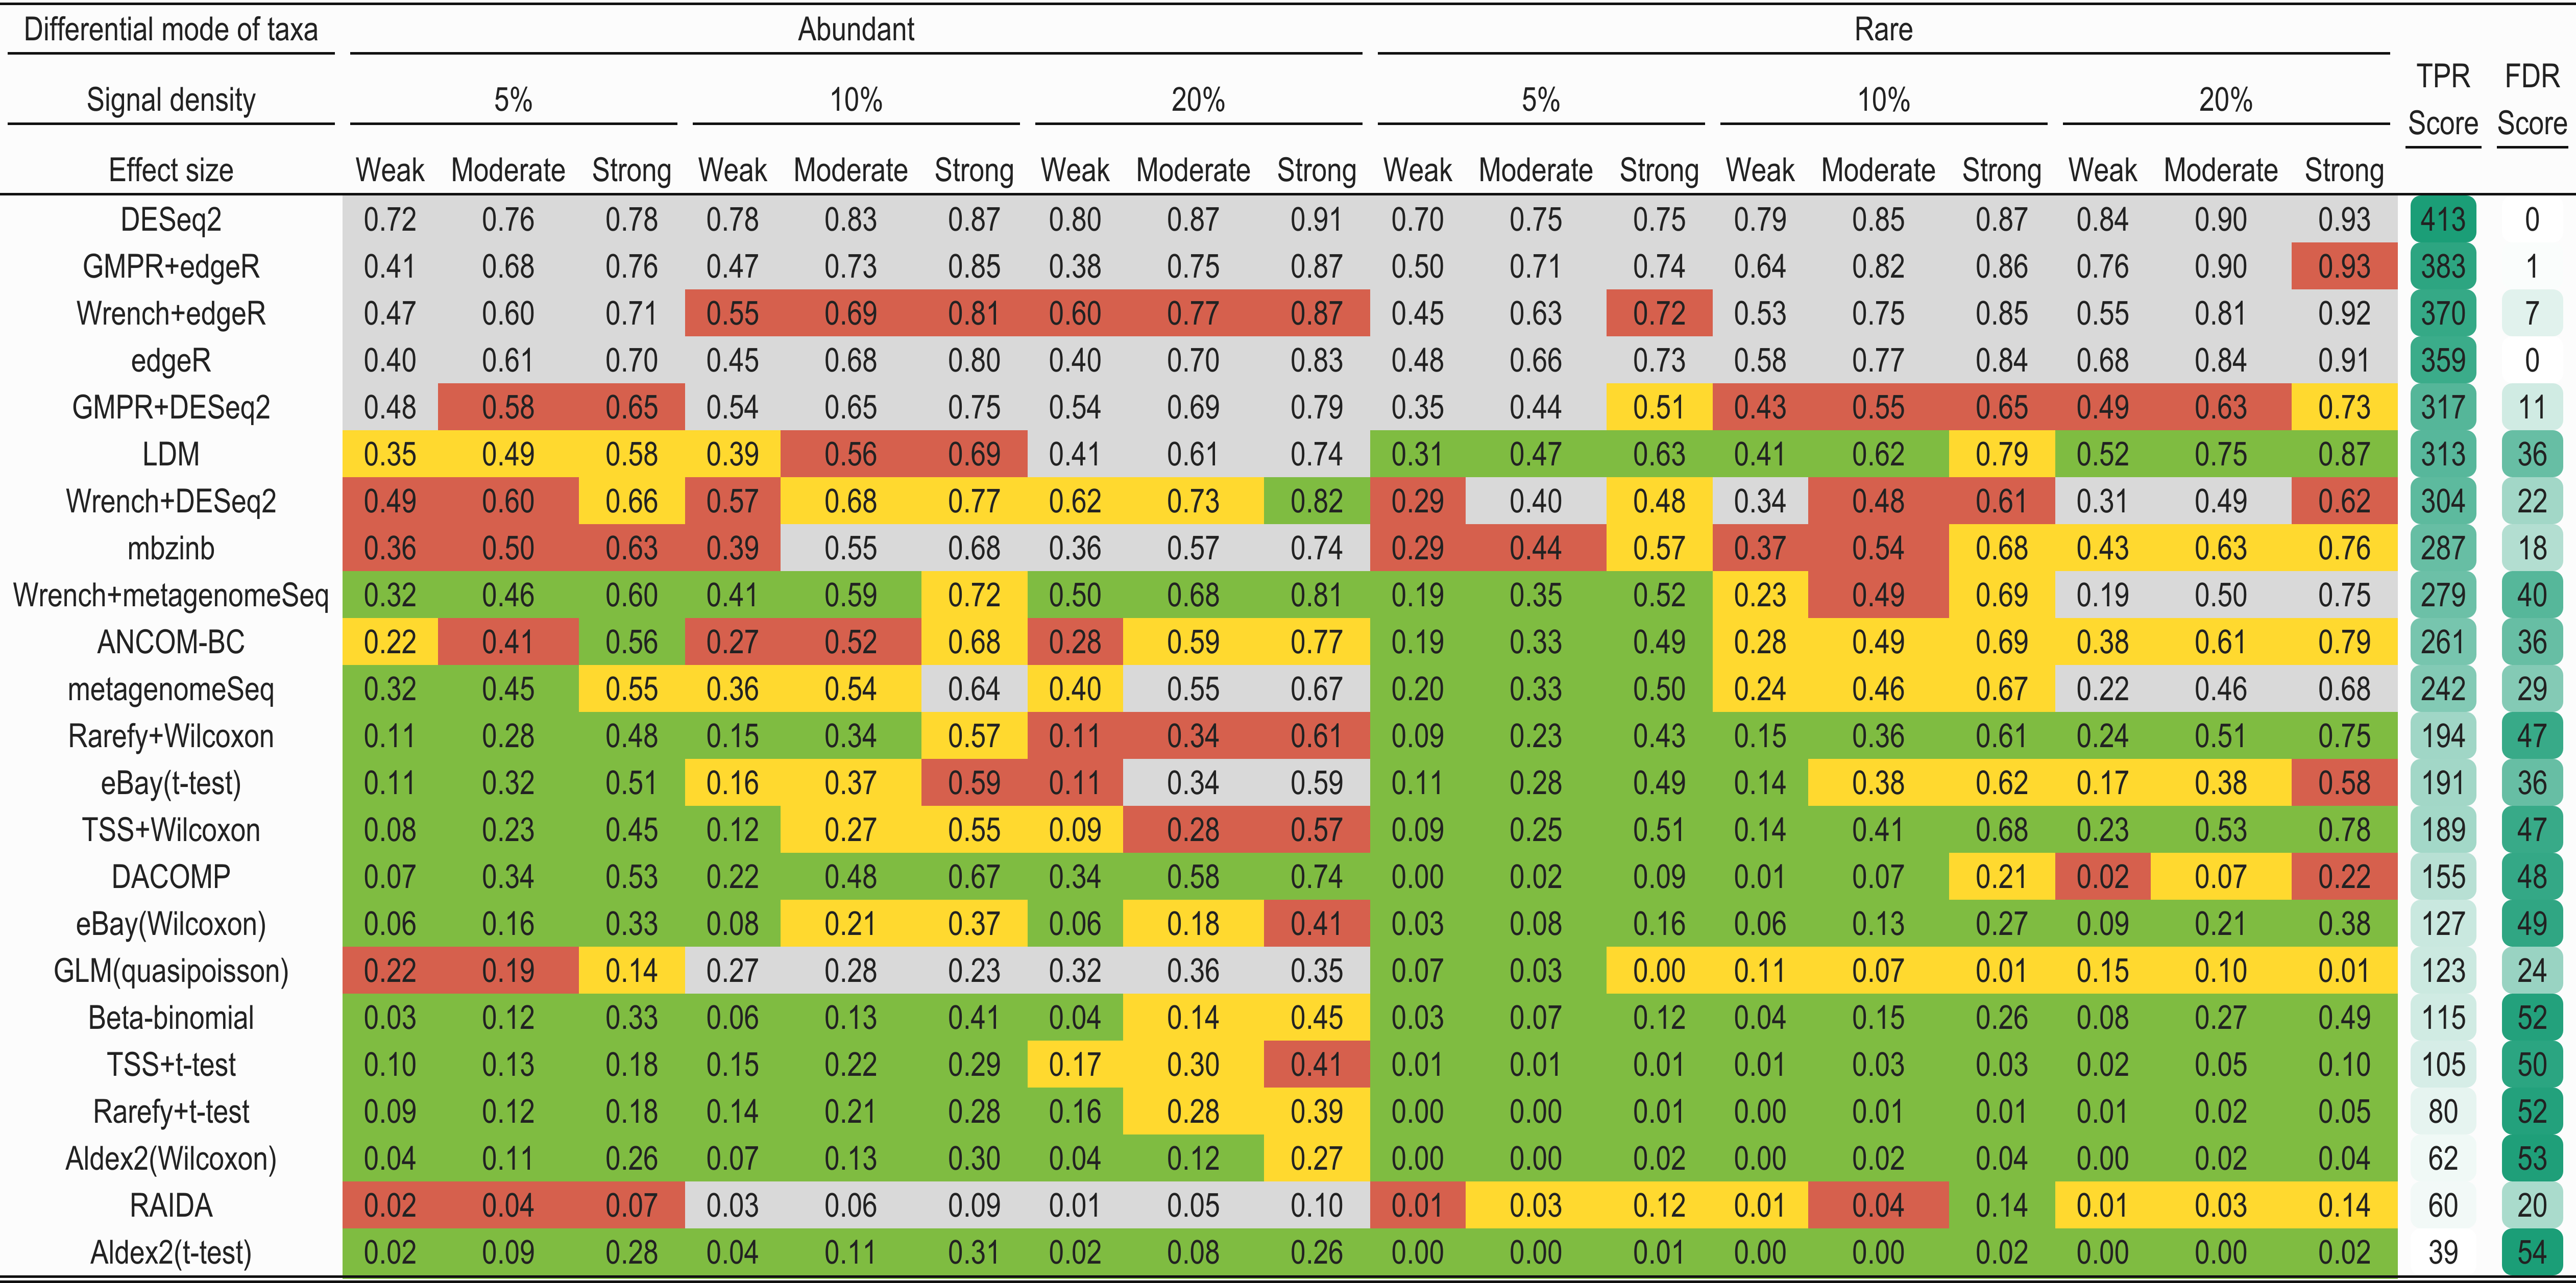 Differential mode of taxa Abundant Rare
Signal density 5% 10% 20% 5% 10% 20% TPR Score FDR Score
Effect size Weak Moderate Strong Weak Moderate Strong Weak Moderate Strong Weak Moderate Strong Weak Moderate Strong Weak Moderate Strong
DESeq2 0.72 0.76 0.78 0.78 0.83 0.87 0.80 0.87 0.91 0.70 0.75 0.75 0.79 0.85 0.87 0.84 0.90 0.93 413 0
GMPR+edgeR 0.41 0.68 0.76 0.47 0.73 0.85 0.38 0.75 0.87 0.50 0.71 0.74 0.64 0.82 0.86 0.76 0.90 0.93 383 1
Wrench+edgeR 0.47 0.60 0.71 0.55 0.69 0.81 0.60 0.77 0.87 0.45 0.63 0.72 0.53 0.75 0.85 0.55 0.81 0.92 370 7
edgeR 0.40 0.61 0.70 0.45 0.68 0.80 0.40 0.70 0.83 0.48 0.66 0.73 0.58 0.77 0.84 0.68 0.84 0.91 359 0
GMPR+DESeq2 0.48 0.58 0.65 0.54 0.65 0.75 0.54 0.69 0.79 0.35 0.44 0.51 0.43 0.55 0.65 0.49 0.63 0.73 317 11
LDM 0.35 0.49 0.58 0.39 0.56 0.69 0.41 0.61 0.74 0.31 0.47 0.63 0.41 0.62 0.79 0.52 0.75 0.87 313 36
Wrench+DESeq2 0.49 0.60 0.66 0.57 0.68 0.77 0.62 0.73 0.82 0.29 0.40 0.48 0.34 0.48 0.61 0.31 0.49 0.62 304 22
mbzinb 0.36 0.50 0.63 0.39 0.55 0.68 0.36 0.57 0.74 0.29 0.44 0.57 0.37 0.54 0.68 0.43 0.63 0.76 287 18
Wrench+metagenomeSeq 0.32 0.46 0.60 0.41 0.59 0.72 0.50 0.68 0.81 0.19 0.35 0.52 0.23 0.49 0.69 0.19 0.50 0.75 279 40
ANCOM-BC 0.22 0.41 0.56 0.27 0.52 0.68 0.28 0.59 0.77 0.19 0.33 0.49 0.28 0.49 0.69 0.38 0.61 0.79 261 36
metagenomeSeq 0.32 0.45 0.55 0.36 0.54 0.64 0.40 0.55 0.67 0.20 0.33 0.50 0.24 0.46 0.67 0.22 0.46 0.68 242 29
Rarefy+Wilcoxon 0.11 0.28 0.48 0.15 0.34 0.57 0.11 0.34 0.61 0.09 0.23 0.43 0.15 0.36 0.61 0.24 0.51 0.75 194 47
eBay(t-test) 0.11 0.32 0.51 0.16 0.37 0.59 0.11 0.34 0.59 0.11 0.28 0.49 0.14 0.38 0.62 0.17 0.38 0.58 191 36
TSS+Wilcoxon 0.08 0.23 0.45 0.12 0.27 0.55 0.09 0.28 0.57 0.09 0.25 0.51 0.14 0.41 0.68 0.23 0.53 0.78 189 47
DACOMP 0.07 0.34 0.53 0.22 0.48 0.67 0.34 0.58 0.74 0.00 0.02 0.09 0.01 0.07 0.21 0.02 0.07 0.22 155 48
eBay(Wilcoxon) 0.06 0.16 0.33 0.08 0.21 0.37 0.06 0.18 0.41 0.03 0.08 0.16 0.06 0.13 0.27 0.09 0.21 0.38 127 49
GLM(quasipoisson) 0.22 0.19 0.14 0.27 0.28 0.23 0.32 0.36 0.35 0.07 0.03 0.00 0.11 0.07 0.01 0.15 0.10 0.01 123 24
Beta-binomial 0.03 0.12 0.33 0.06 0.13 0.41 0.04 0.14 0.45 0.03 0.07 0.12 0.04 0.15 0.26 0.08 0.27 0.49 115 52
TSS+t-test 0.10 0.13 0.18 0.15 0.22 0.29 0.17 0.30 0.41 0.01 0.01 0.01 0.01 0.03 0.03 0.02 0.05 0.10 105 50
Rarefy+t-test 0.09 0.12 0.18 0.14 0.21 0.28 0.16 0.28 0.39 0.00 0.00 0.01 0.00 0.01 0.01 0.01 0.02 0.05 80 52
Aldex2(Wilcoxon) 0.04 0.11 0.26 0.07 0.13 0.30 0.04 0.12 0.27 0.00 0.00 0.02 0.00 0.02 0.04 0.00 0.02 0.04 62 53
RAIDA 0.02 0.04 0.07 0.03 0.06 0.09 0.01 0.05 0.10 0.01 0.03 0.12 0.01 0.04 0.14 0.01 0.03 0.14 60 20
Aldex2(t-test) 0.02 0.09 0.28 0.04 0.11 0.31 0.02 0.08 0.26 0.00 0.00 0.01 0.00 0.00 0.02 0.00 0.00 0.02 39 54